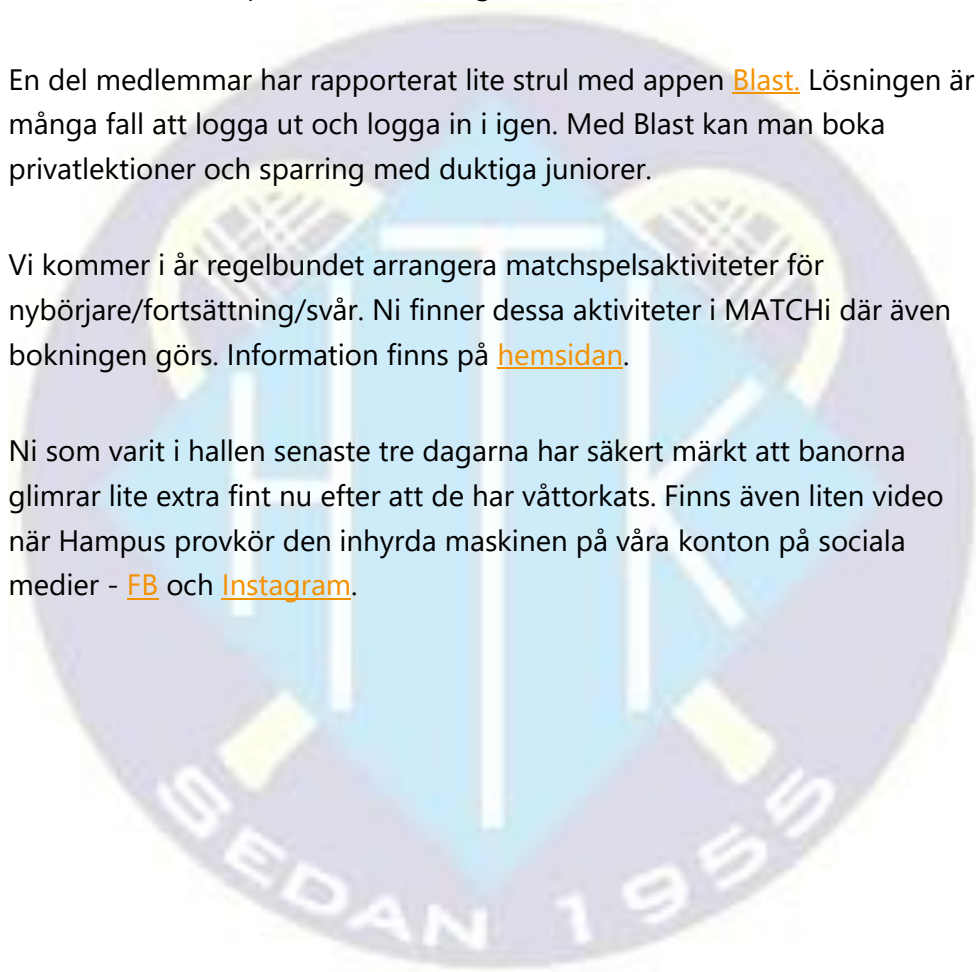 En del medlemmar har rapporterat lite strul med appen Blast. Lösningen är
många fall att logga ut och logga in i igen. Med Blast kan man boka
privatlektioner och sparring med duktiga juniorer.
Vi kommer i år regelbundet arrangera matchspelsaktiviteter för
nybörjare/fortsättning/svår. Ni finner dessa aktiviteter i MATCHi där även
bokningen görs. Information finns på hemsidan.
Ni som varit i hallen senaste tre dagarna har säkert märkt att banorna
glimrar lite extra fint nu efter att de har våttorkats. Finns även liten video
när Hampus provkör den inhyrda maskinen på våra konton på sociala
medier - FB och Instagram.
HTK
SEDAN 1955